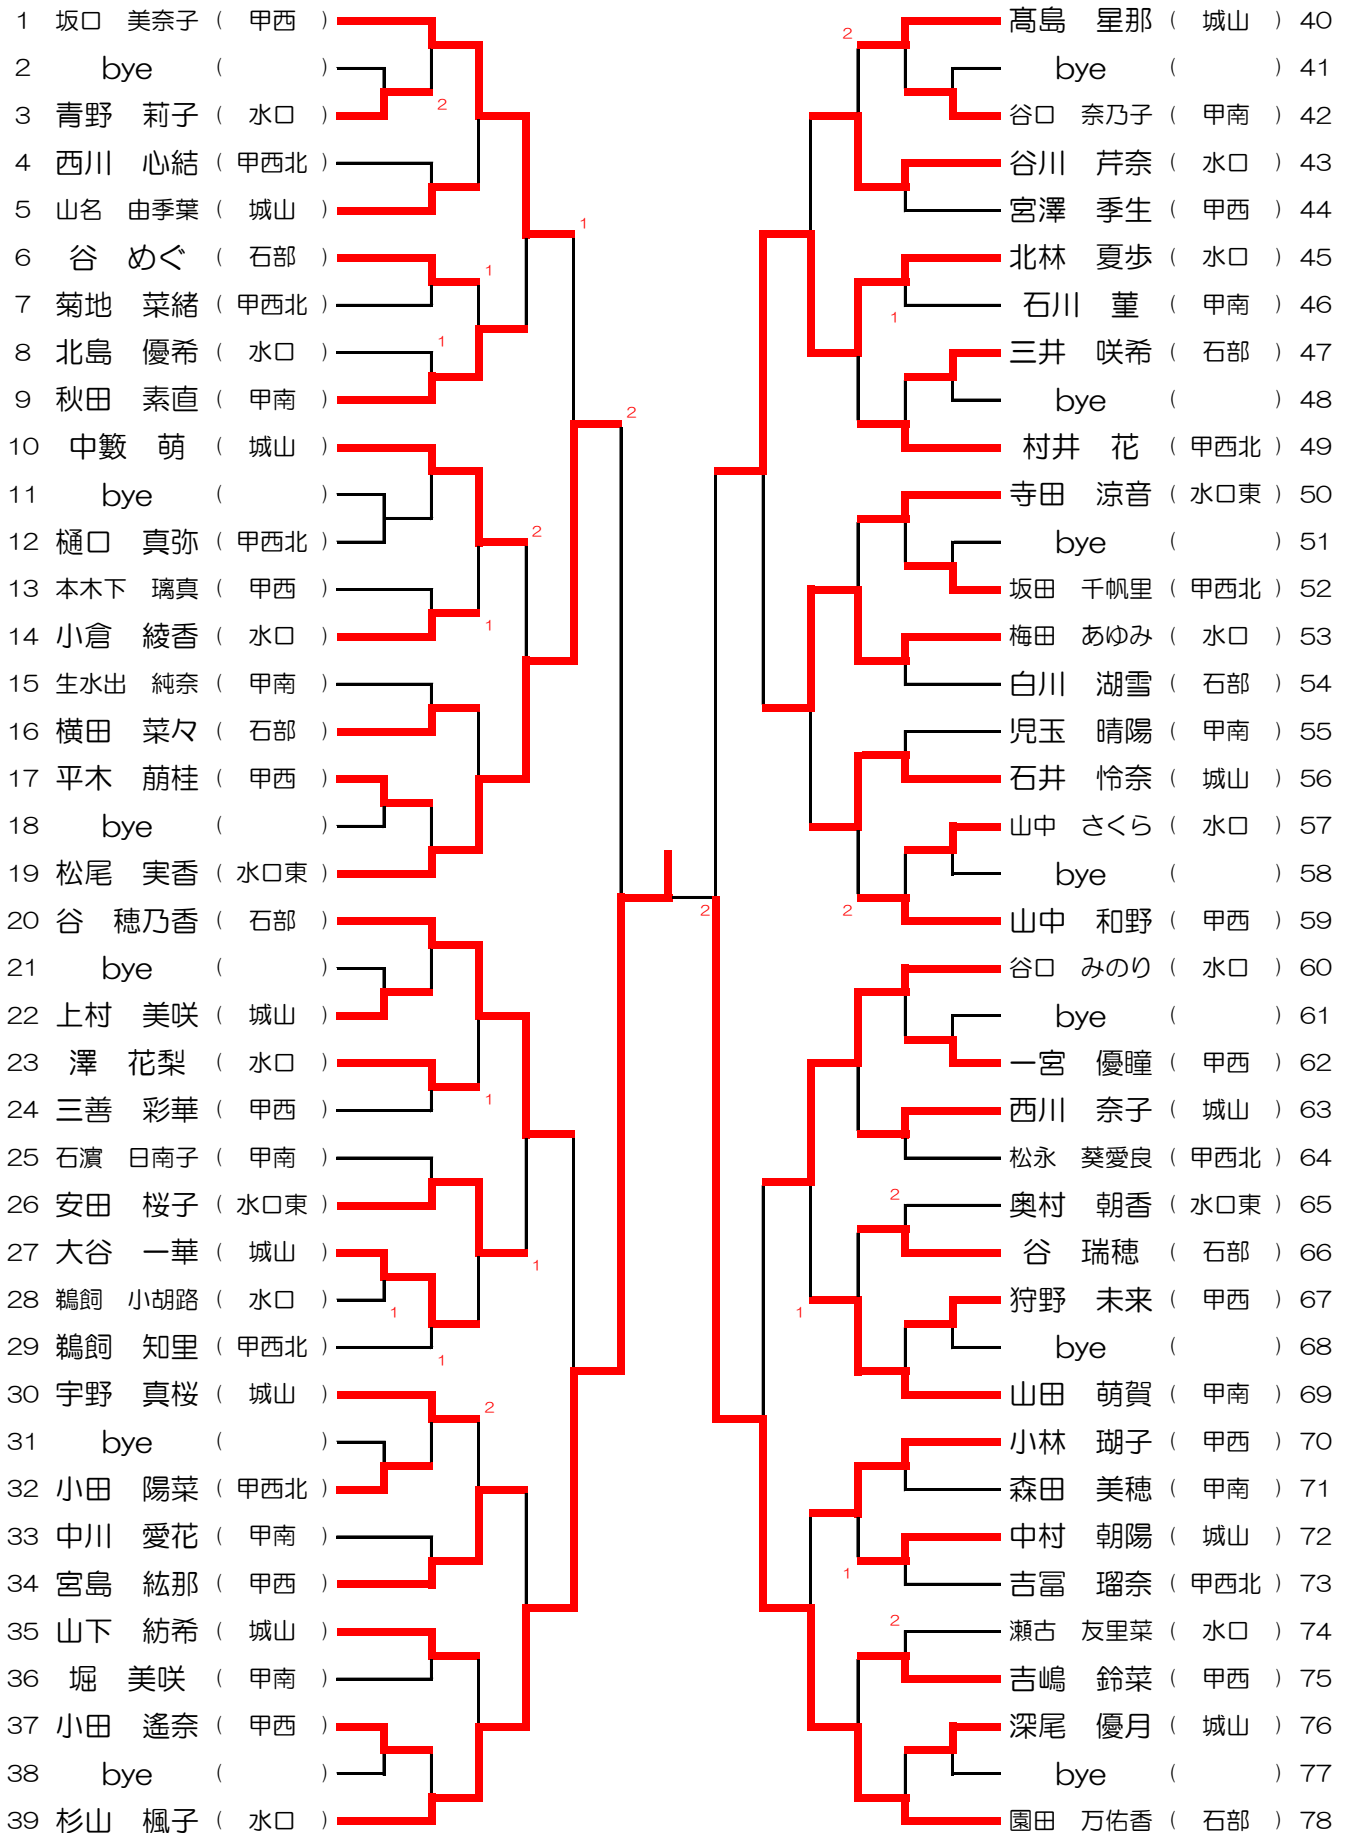 1 坂口 美奈子 ( 甲西 )
2 bye ( )
3 青野 莉子 ( 水口 )
4 西川 心結 ( 甲西北 )
5 山名 由季葉 ( 城山 )
6 谷 めぐ ( 石部 )
7 菊地 菜緒 ( 甲西北 )
8 北島 優希 ( 水口 )
9 秋田 素直 ( 甲南 )
10 中籔 萌 ( 城山 )
11 bye ( )
12 樋口 真弥 ( 甲西北 )
13 本木下 璃真 ( 甲西 )
14 小倉 綾香 ( 水口 )
15 生水出 純奈 ( 甲南 )
16 横田 菜々 ( 石部 )
17 平木 萠桂 ( 甲西 )
18 bye ( )
19 松尾 実香 ( 水口東 )
20 谷 穂乃香 ( 石部 )
21 bye ( )
22 上村 美咲 ( 城山 )
23 澤 花梨 ( 水口 )
24 三善 彩華 ( 甲西 )
25 石濵 日南子 ( 甲南 )
26 安田 桜子 ( 水口東 )
27 大谷 一華 ( 城山 )
28 鵜飼 小胡路 ( 水口 )
29 鵜飼 知里 ( 甲西北 )
30 宇野 真桜 ( 城山 )
31 bye ( )
32 小田 陽菜 ( 甲西北 )
33 中川 愛花 ( 甲南 )
34 宮島 紘那 ( 甲西 )
35 山下 紡希 ( 城山 )
36 堀 美咲 ( 甲南 )
37 小田 遙奈 ( 甲西 )
38 bye ( )
39 杉山 楓子 ( 水口 )
2
1
1
1
2
2
1
1
1
1
1
2
2
2
1
2
2
1
1
2
髙島 星那 ( 城山 ) 40
bye ( ) 41
谷口 奈乃子 ( 甲南 ) 42
谷川 芹奈 ( 水口 ) 43
宮澤 季生 ( 甲西 ) 44
北林 夏歩 ( 水口 ) 45
石川 菫 ( 甲南 ) 46
三井 咲希 ( 石部 ) 47
bye ( ) 48
村井 花 ( 甲西北 ) 49
寺田 涼音 ( 水口東 ) 50
bye ( ) 51
坂田 千帆里 ( 甲西北 ) 52
梅田 あゆみ ( 水口 ) 53
白川 湖雪 ( 石部 ) 54
児玉 晴陽 ( 甲南 ) 55
石井 怜奈 ( 城山 ) 56
山中 さくら ( 水口 ) 57
bye ( ) 58
山中 和野 ( 甲西 ) 59
谷口 みのり ( 水口 ) 60
bye ( ) 61
一宮 優瞳 ( 甲西 ) 62
西川 奈子 ( 城山 ) 63
松永 葵愛良 ( 甲西北 ) 64
奥村 朝香 ( 水口東 ) 65
谷 瑞穂 ( 石部 ) 66
狩野 未来 ( 甲西 ) 67
bye ( ) 68
山田 萌賀 ( 甲南 ) 69
小林 瑚子 ( 甲西 ) 70
森田 美穂 ( 甲南 ) 71
中村 朝陽 ( 城山 ) 72
吉冨 瑠奈 ( 甲西北 ) 73
瀬古 友里菜 ( 水口 ) 74
吉嶋 鈴菜 ( 甲西 ) 75
深尾 優月 ( 城山 ) 76
bye ( ) 77
園田 万佑香 ( 石部 ) 78